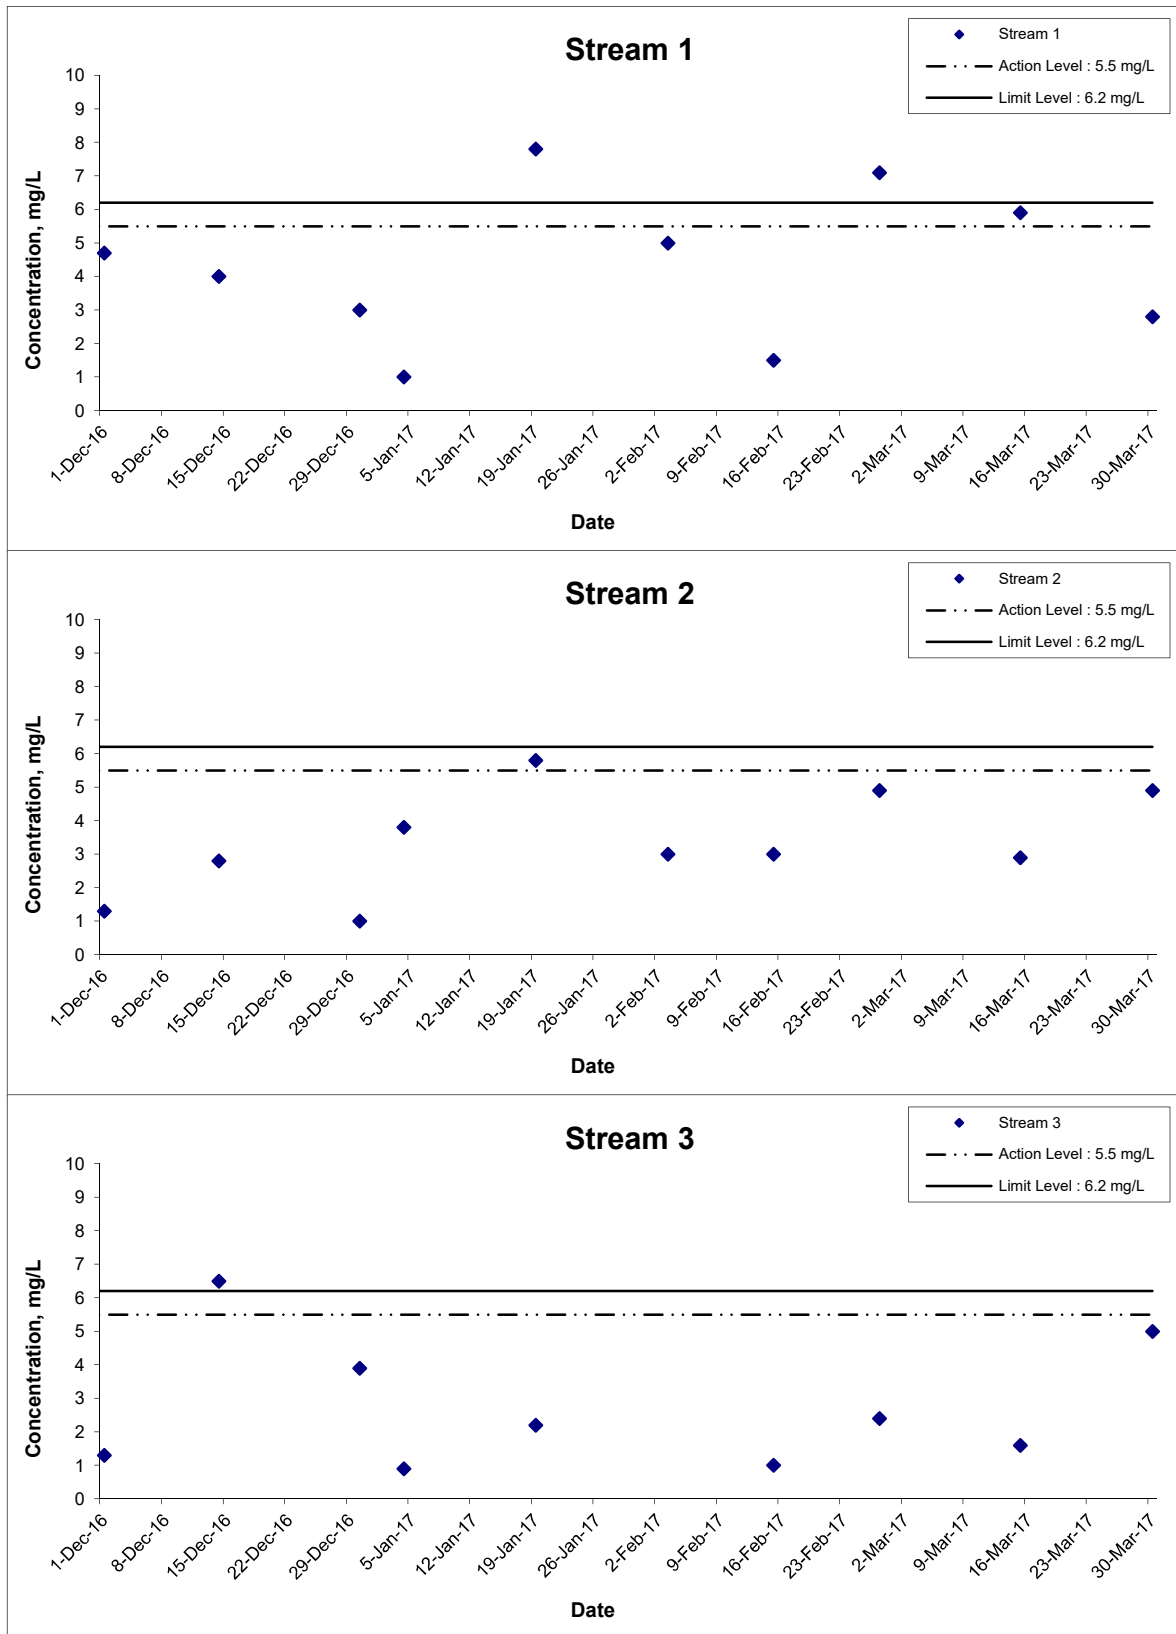 Stream 1
Stream 1
Action Level : 5.5 mg/L
Limit Level : 6.2 mg/L
Concentration, mg/L
10
9
8
7
6
5
4
3
2
1
0
1-Dec-16
8-Dec-16
15-Dec-16
22-Dec-16
29-Dec-16
5-Jan-17
12-Jan-17
19-Jan-17
26-Jan-17
2-Feb-17
9-Feb-17
16-Feb-17
23-Feb-17
2-Mar-17
9-Mar-17
16-Mar-17
23-Mar-17
30-Mar-17
Date
Stream 2
Stream 2
Action Level : 5.5 mg/L
Limit Level : 6.2 mg/L
Concentration, mg/L
10
9
8
7
6
5
4
3
2
1
0
1-Dec-16
8-Dec-16
15-Dec-16
22-Dec-16
29-Dec-16
5-Jan-17
12-Jan-17
19-Jan-17
26-Jan-17
2-Feb-17
9-Feb-17
16-Feb-17
23-Feb-17
2-Mar-17
9-Mar-17
16-Mar-17
23-Mar-17
30-Mar-17
Date
Stream 3
Stream 3
Action Level : 5.5 mg/L
Limit Level : 6.2 mg/L
Concentration, mg/L
10
9
8
7
6
5
4
3
2
1
0
1-Dec-16
8-Dec-16
15-Dec-16
22-Dec-16
29-Dec-16
5-Jan-17
12-Jan-17
19-Jan-17
26-Jan-17
2-Feb-17
9-Feb-17
16-Feb-17
23-Feb-17
2-Mar-17
9-Mar-17
16-Mar-17
23-Mar-17
30-Mar-17
Date